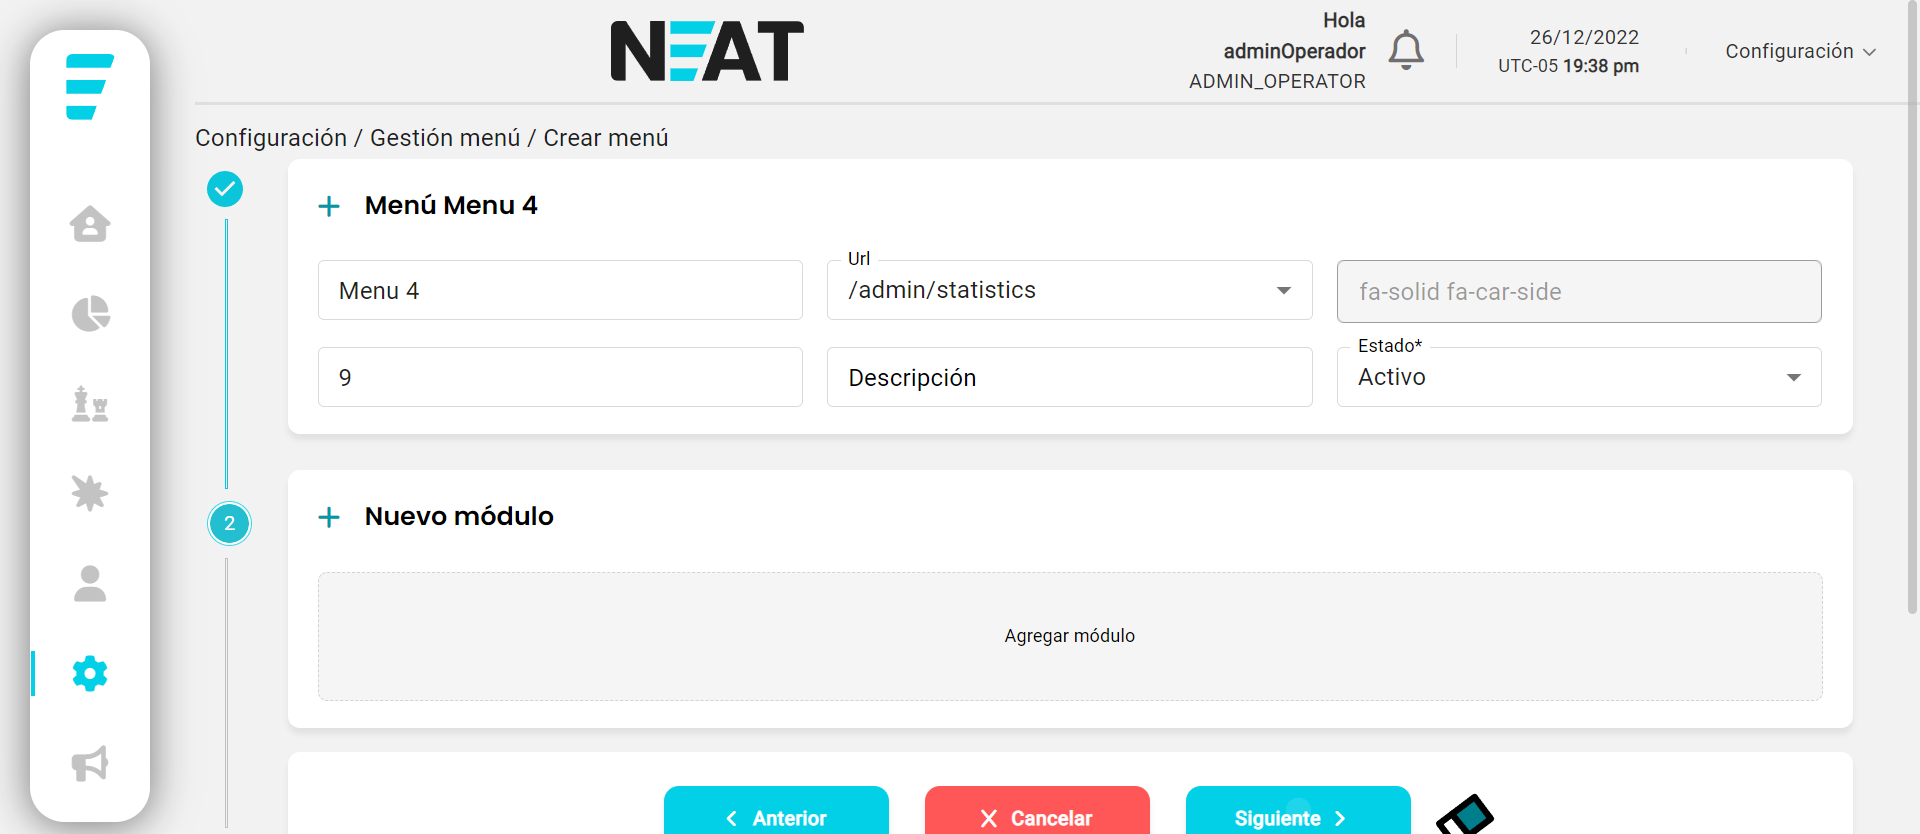 NEAT
Hola
adminOperador
ADMIN_OPERATOR
26/12/2022
UTC-05 19:38 pm
Configuración
Configuración / Gestión menú / Crear menú
Menú Menu 4
Menu 4
Url
/admin/statistics
fa-solid fa-car-side
9
Descripción
Estado*
Activo
2
Nuevo módulo
Agregar módulo
Anterior
Cancelar
Siguiente